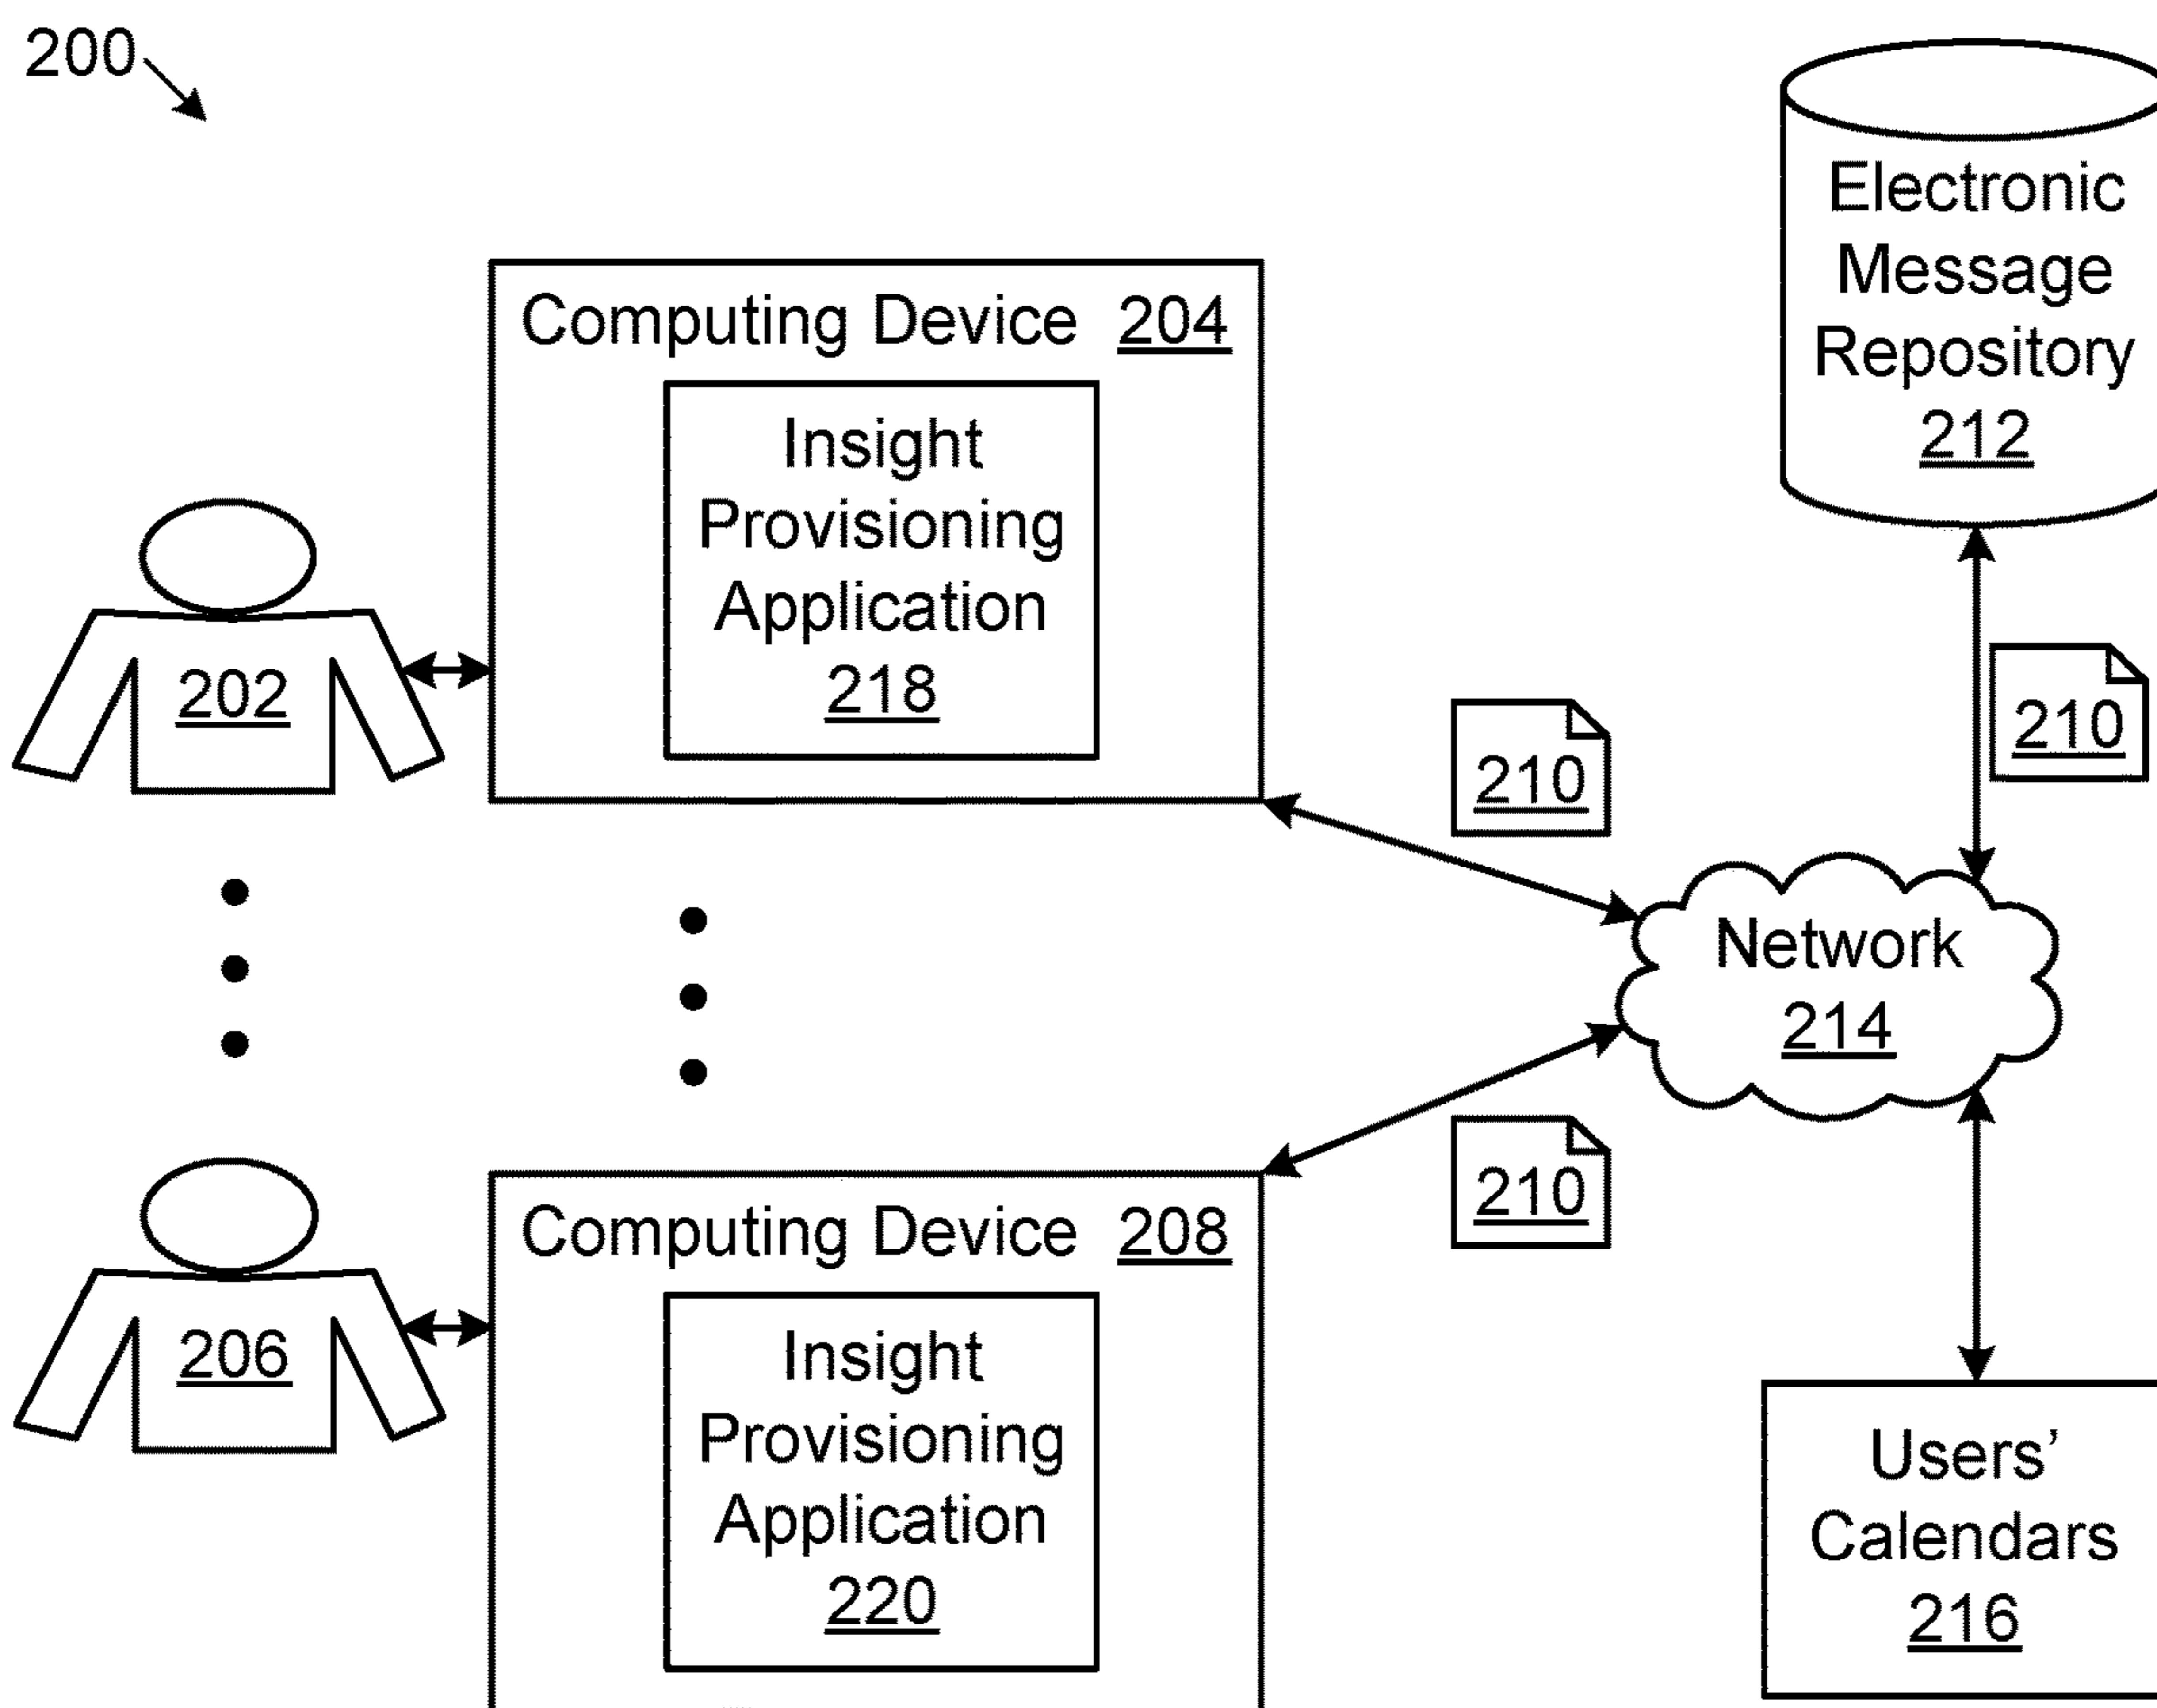 200
Computing Device 204
Insight
Provisioning
Application
218
202
Electronic
Message
Repository
212
210
210
Network
214
210
Computing Device 208
Insight
Provisioning
Application
220
206
Users’
Calendars
216